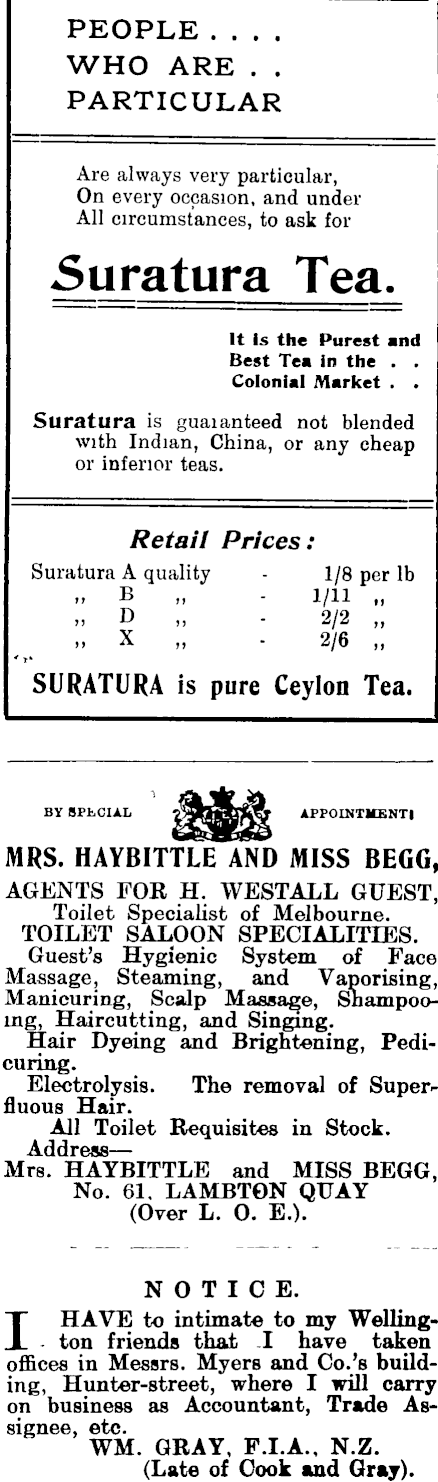 PEOPLE . . . .
WHO ARE . .
PARTICULAR
Are always very particular,
On every occasion, and under
All circumstances, to ask for
Suratura Tea.
It is the Purest and
Best Tea in the . .
Colonial Market . .
Suratura is guaranteed not blended
with Indian, China, or any cheap
or inferior teas.
Retail Prices:
Suratura A quality - 1/8 per lb
,, B ,, - 1/11 ,,
,, D ,, - 2/2 ,,
,, X ,, - 2/6 ,,
SURATURA is pure Ceylon Tea.
BY SPECIAL APPOINTMENT
MRS. HAYBITTLE AND MISS BEGG,
AGENTS FOR H. WESTALL GUEST,
Toilet Specialist of Melbourne.
TOILET SALOON SPECIALITIES.
Guest's Hygienic System of Face
Massage, Steaming, and Vaporising,
Manicuring, Scalp Massage, Shampoo-
ing, Haircutting, and Singing.
Hair Dyeing and Brightening, Pedi-
curing.
Electrolysis. The removal of Super-
fluous Hair.
All Toilet Requisites in Stock.
Address—
Mrs. HAYBITTLE and MISS BEGG,
No. 61, LAMBTON QUAY
(Over L. O. E.).
NOTICE.
I HAVE to intimate to my Welling-
ton friends that I have taken
offices in Messrs. Myers and Co.'s build-
ing, Hunter-street, where I will carry
on business as Accountant, Trade As-
signee, etc.
WM. GRAY, F.I.A., N.Z.
(Late of Cook and Gray).